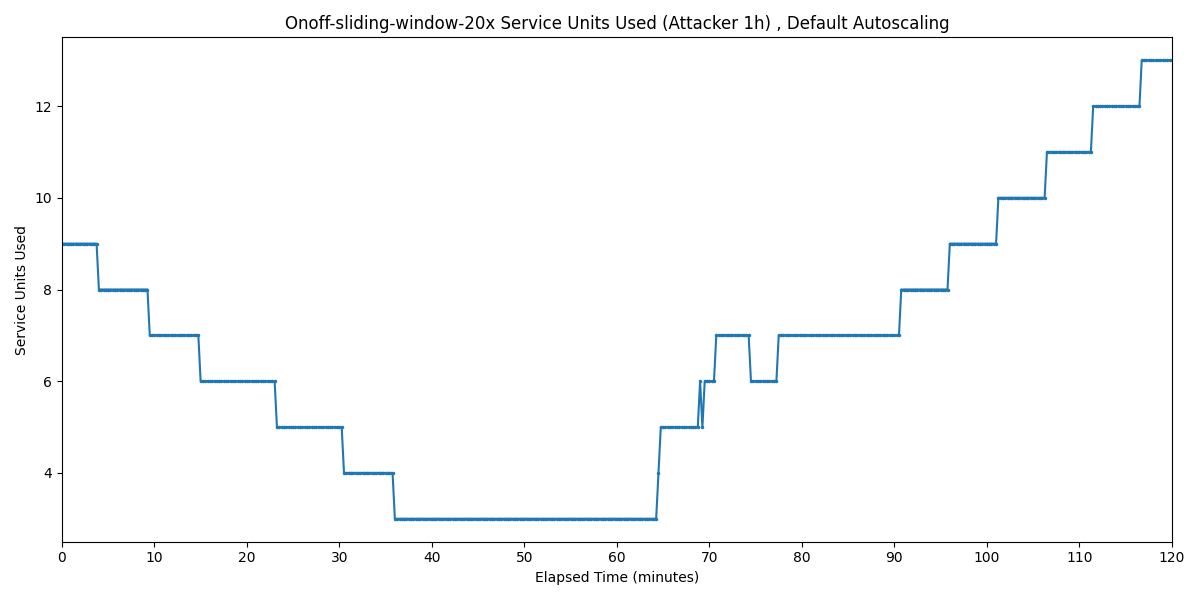 Onoff-sliding-window-20x Service Units Used (Attacker 1h) , Default Autoscaling
Service Units Used
12
10
8
6
4
0 10 20 30 40 50 60 70 80 90 100 110 120
Elapsed Time (minutes)